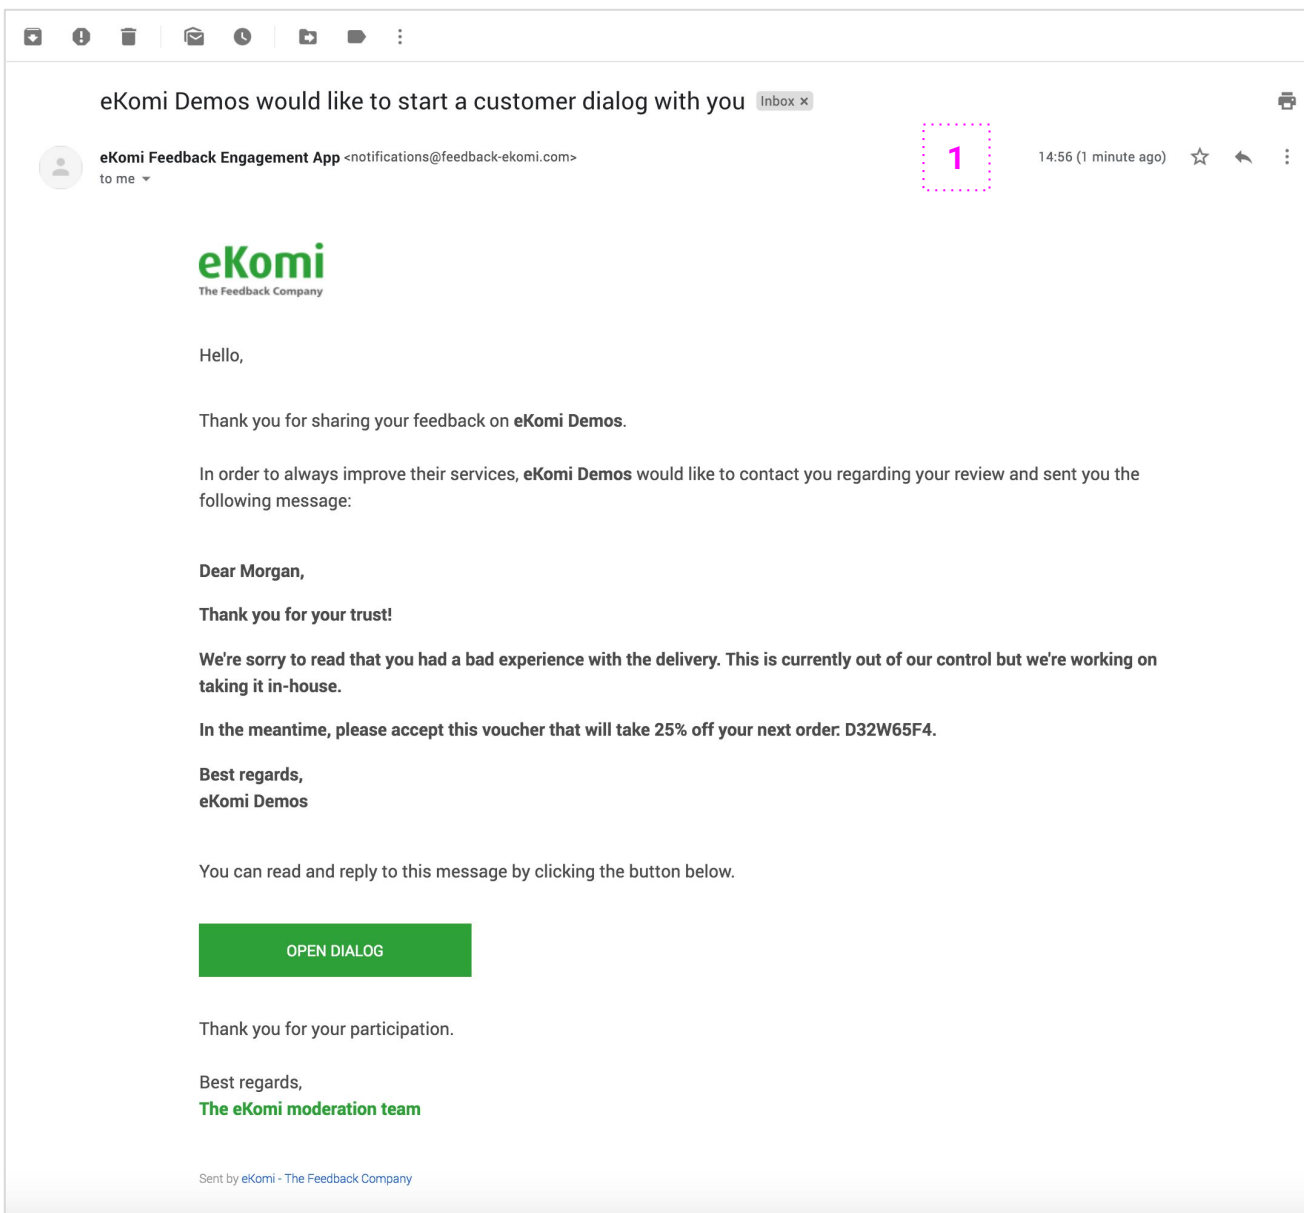 eKomi Demos would like to start a customer dialog with you Inbox ×
eKomi Feedback Engagement App <notifications@feedback-ekomi.com>
1
14:56 (1 minute ago)
to me
eKomi
The Feedback Company
Hello,
Thank you for sharing your feedback on eKomi Demos.
In order to always improve their services, eKomi Demos would like to contact you regarding your review and sent you the
following message:
Dear Morgan,
Thank you for your trust!
We're sorry to read that you had a bad experience with the delivery. This is currently out of our control but we're working on
taking it in-house.
In the meantime, please accept this voucher that will take 25% off your next order: D32W65F4.
Best regards,
eKomi Demos
You can read and reply to this message by clicking the button below.
OPEN DIALOG
Thank you for your participation.
Best regards,
The eKomi moderation team
Sent by eKomi - The Feedback Company